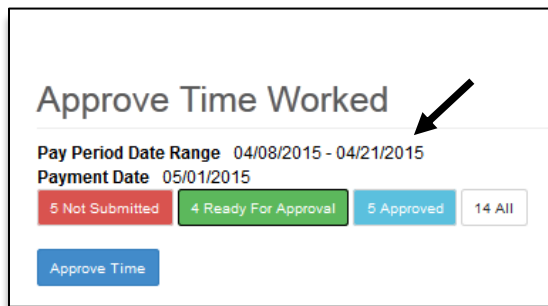 Approve Time Worked
Pay Period Date Range 04/08/2015 - 04/21/2015
Payment Date 05/01/2015
5 Not Submitted 4 Ready For Approval 5 Approved 14 All
Approve Time